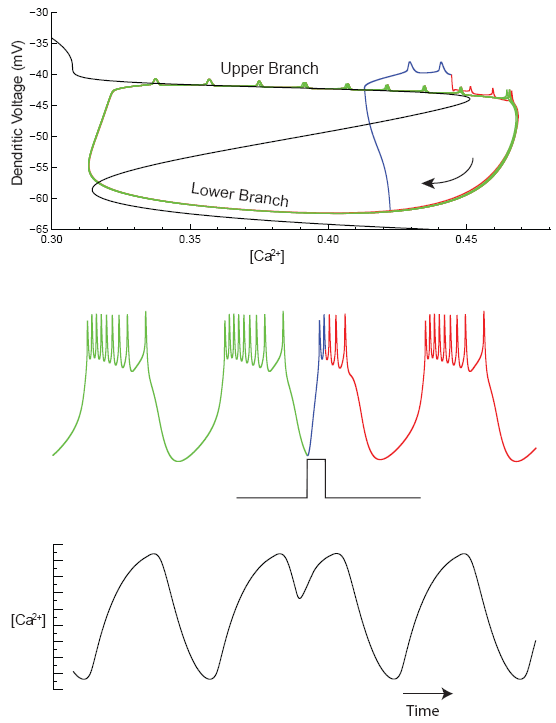 −30
−35
−40
−45
−50
−55
−60
−65
Dendritic Voltage (mV)
Upper Branch
Lower Branch
0.30
0.35
0.40
0.45
[Ca²⁺]
[Ca²⁺]
Time